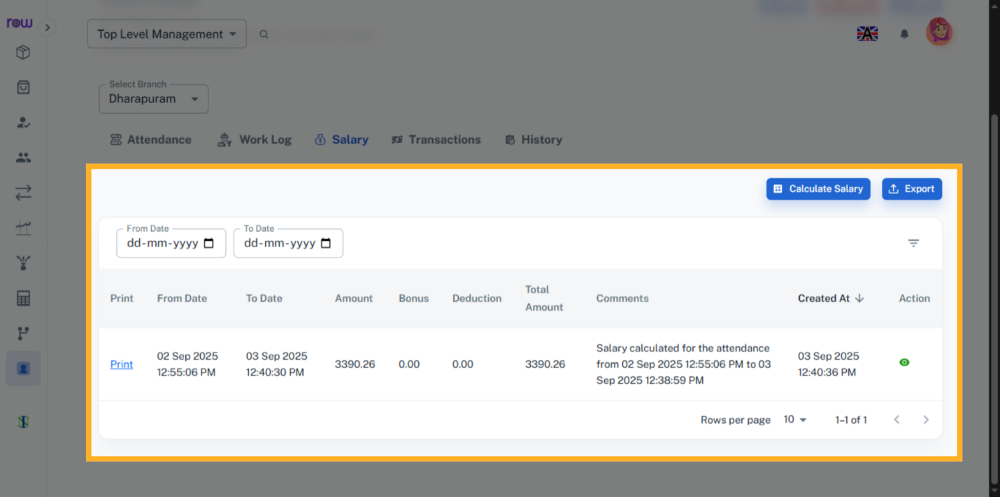 row
Top Level Management
A
Select Branch
Dharapuram
Attendance Work Log Salary Transactions History
Calculate Salary Export
From Date To Date
dd-mm-yyyy dd-mm-yyyy
Print From Date To Date Amount Bonus Deduction Total Amount Comments Created At Action
Print 02 Sep 2025 12:55:06 PM 03 Sep 2025 12:40:30 PM 3390.26 0.00 0.00 3390.26 Salary calculated for the attendance from 02 Sep 2025 12:55:06 PM to 03 Sep 2025 12:38:59 PM 03 Sep 2025 12:40:36 PM
Rows per page 10 1–1 of 1